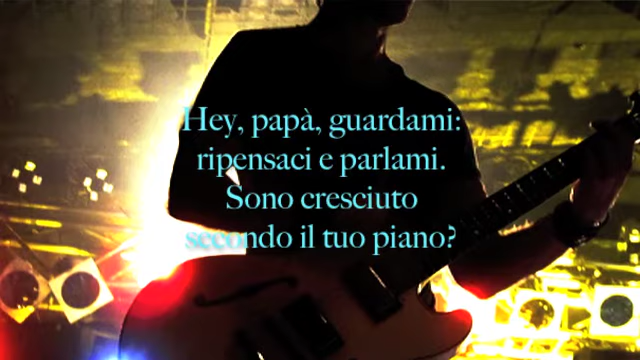 Hey, papà, guardami:
ripensaci e parlami.
Sono cresciuto
secondo il tuo piano?